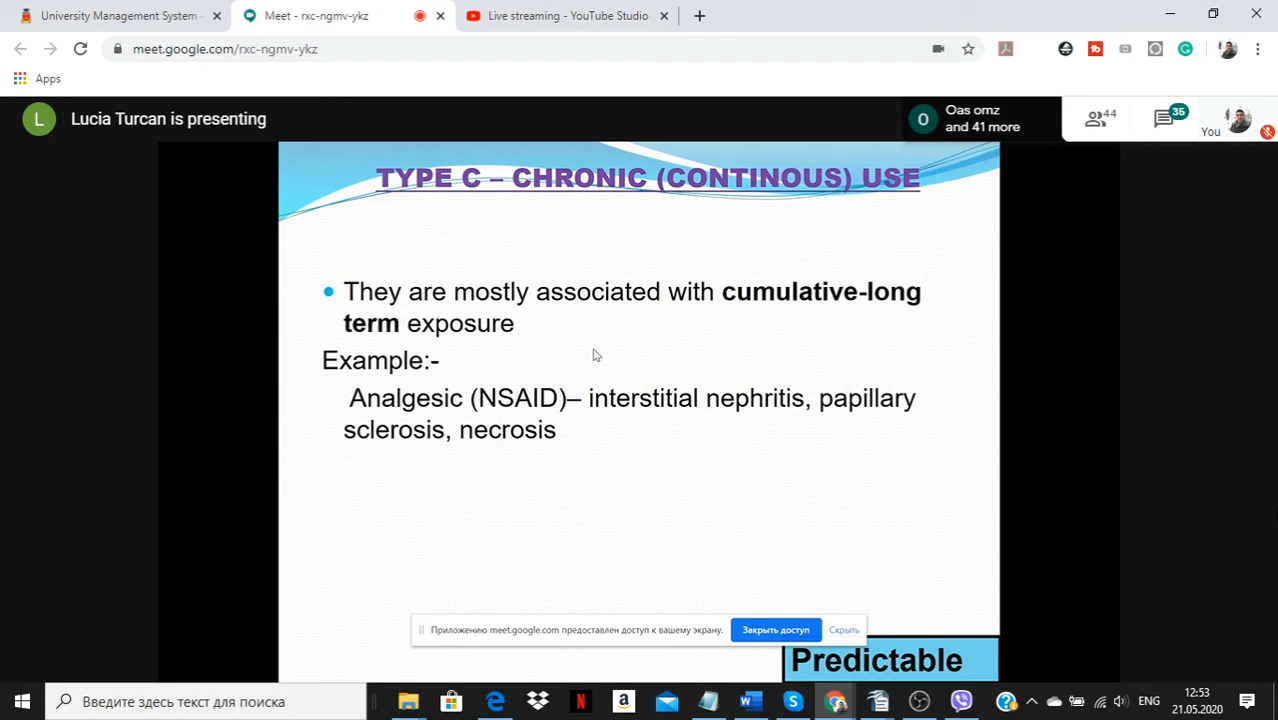 University Management System -
Meet - rxc-ngmv-ykz
Live streaming - YouTube Studio
meet.google.com/rxc-ngmv-ykz
Apps
L
Lucia Turcan is presenting
O
Oas omz
and 41 more
44
35
You
TYPE C – CHRONIC (CONTINOUS) USE
They are mostly associated with cumulative-long
term exposure
Example:-
Analgesic (NSAID)– interstitial nephritis, papillary
sclerosis, necrosis
Приложению meet.google.com предоставлен доступ к вашему экрану.
Закрыть доступ
Скрыть
Predictable
Введите здесь текст для поиска
ENG
12:53
21.05.2020